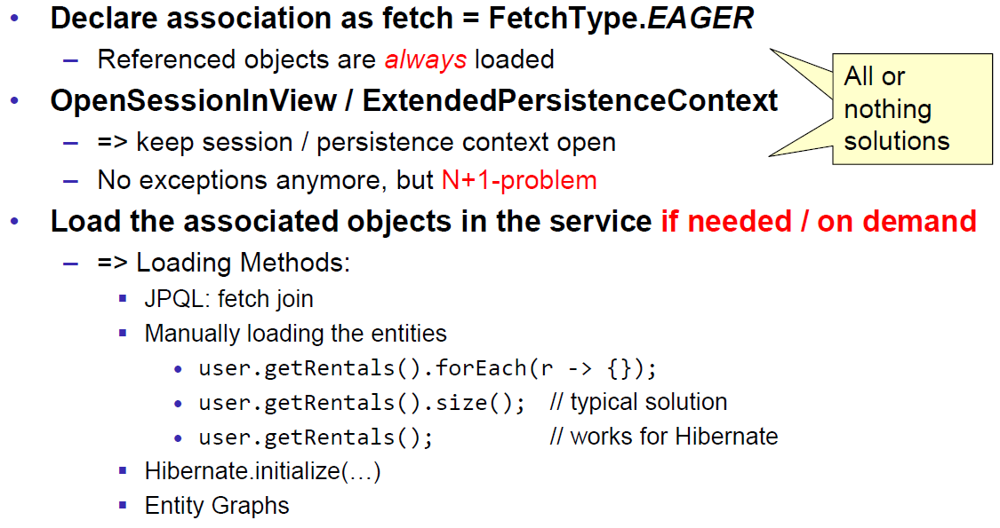 • Declare association as fetch = FetchType.EAGER
– Referenced objects are always loaded
• OpenSessionInView / ExtendedPersistenceContext
– => keep session / persistence context open
– No exceptions anymore, but N+1-problem
All or
nothing
solutions
• Load the associated objects in the service if needed / on demand
– => Loading Methods:
▪ JPQL: fetch join
▪ Manually loading the entities
• user.getRentals().forEach(r -> {});
• user.getRentals().size(); // typical solution
• user.getRentals(); // works for Hibernate
▪ Hibernate.initialize(…)
▪ Entity Graphs